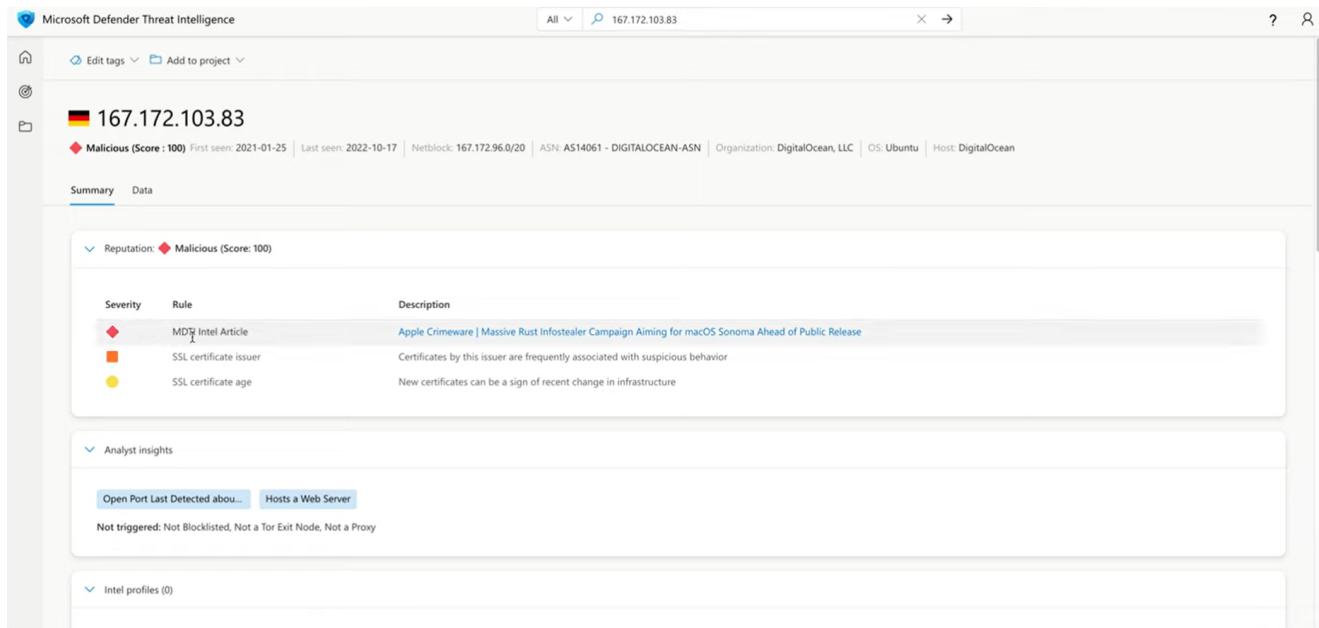 Microsoft Defender Threat Intelligence All 167.172.103.83 ?
Edit tags Add to project
167.172.103.83
Malicious (Score : 100) First seen: 2021-01-25 Last seen: 2022-10-17 Netblock: 167.172.96.0/20 ASN: AS14061 - DIGITALOCEAN-ASN Organization: DigitalOcean, LLC OS: Ubuntu Host: DigitalOcean
Summary Data
Reputation: Malicious (Score: 100)
Severity Rule Description
MDTI Intel Article Apple Crimeware | Massive Rust Infostealer Campaign Aiming for macOS Sonoma Ahead of Public Release
SSL certificate issuer Certificates by this issuer are frequently associated with suspicious behavior
SSL certificate age New certificates can be a sign of recent change in infrastructure
Analyst insights
Open Port Last Detected abou... Hosts a Web Server
Not triggered: Not Blocklisted, Not a Tor Exit Node, Not a Proxy
Intel profiles (0)